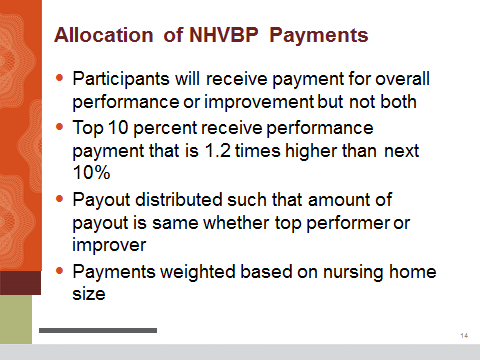 Allocation of NHVBP Payments
• Participants will receive payment for overall
performance or improvement but not both
• Top 10 percent receive performance
payment that is 1.2 times higher than next
10%
• Payout distributed such that amount of
payout is same whether top performer or
improver
• Payments weighted based on nursing home
size
14